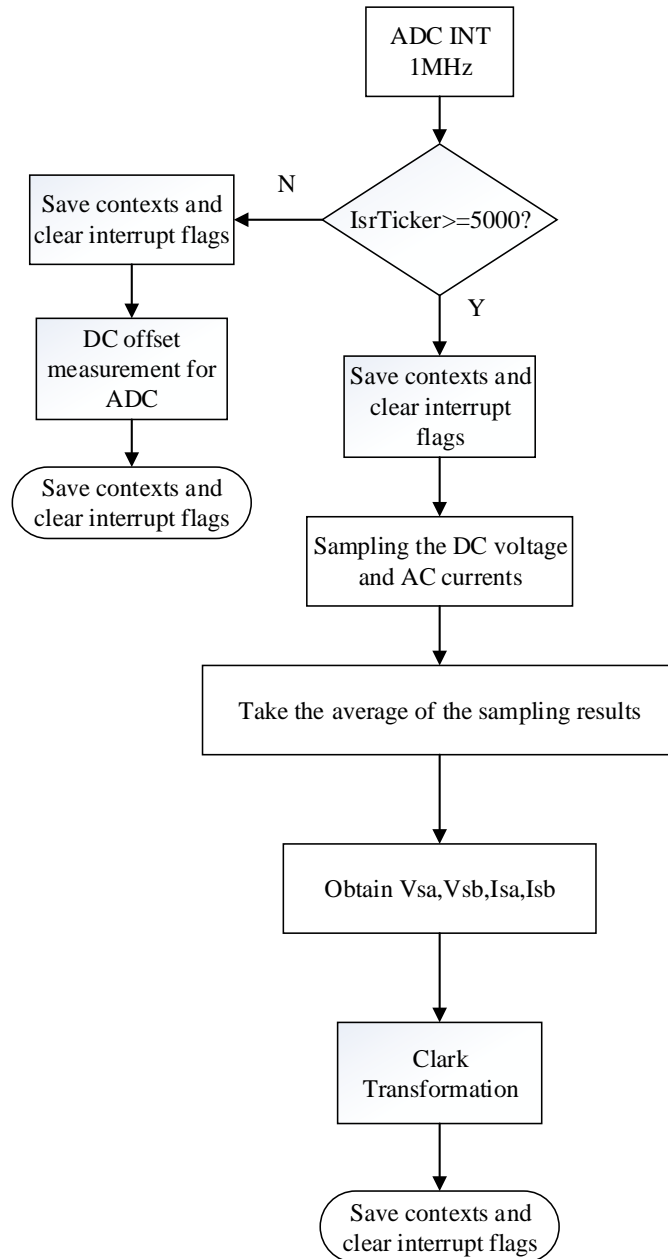 ADC INT
1MHz
IsrTicker>=5000?
N
Save contexts and
clear interrupt flags
DC offset
measurement for
ADC
Save contexts and
clear interrupt flags
Y
Save contexts and
clear interrupt
flags
Sampling the DC voltage
and AC currents
Take the average of the sampling results
Obtain Vsa,Vsb,Isa,Isb
Clark
Transformation
Save contexts and
clear interrupt flags